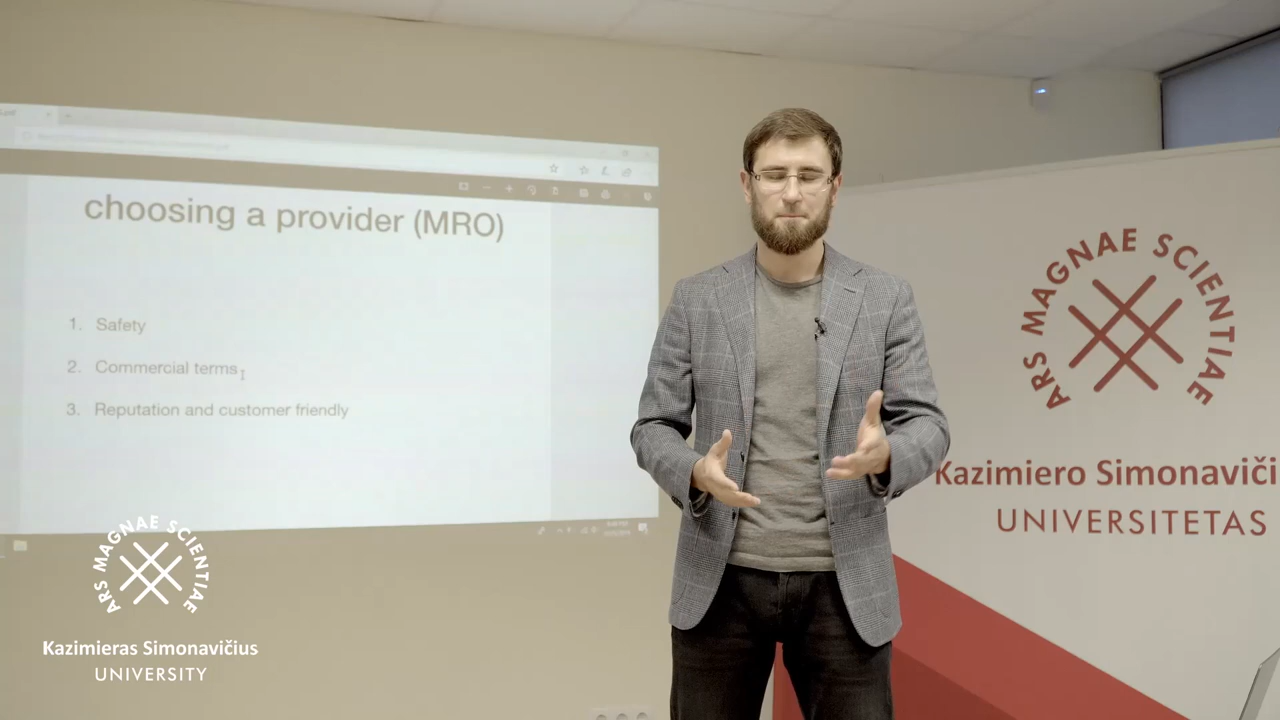 choosing a provider (MRO)
1. Safety
2. Commercial terms
3. Reputation and customer friendly
ARS MAGNAE SCIENTIAE
Kazimieras Simonavičius
UNIVERSITY
ARS MAGNAE SCIENTIAE
Kazimiero Simonaviči
UNIVERSITETAS